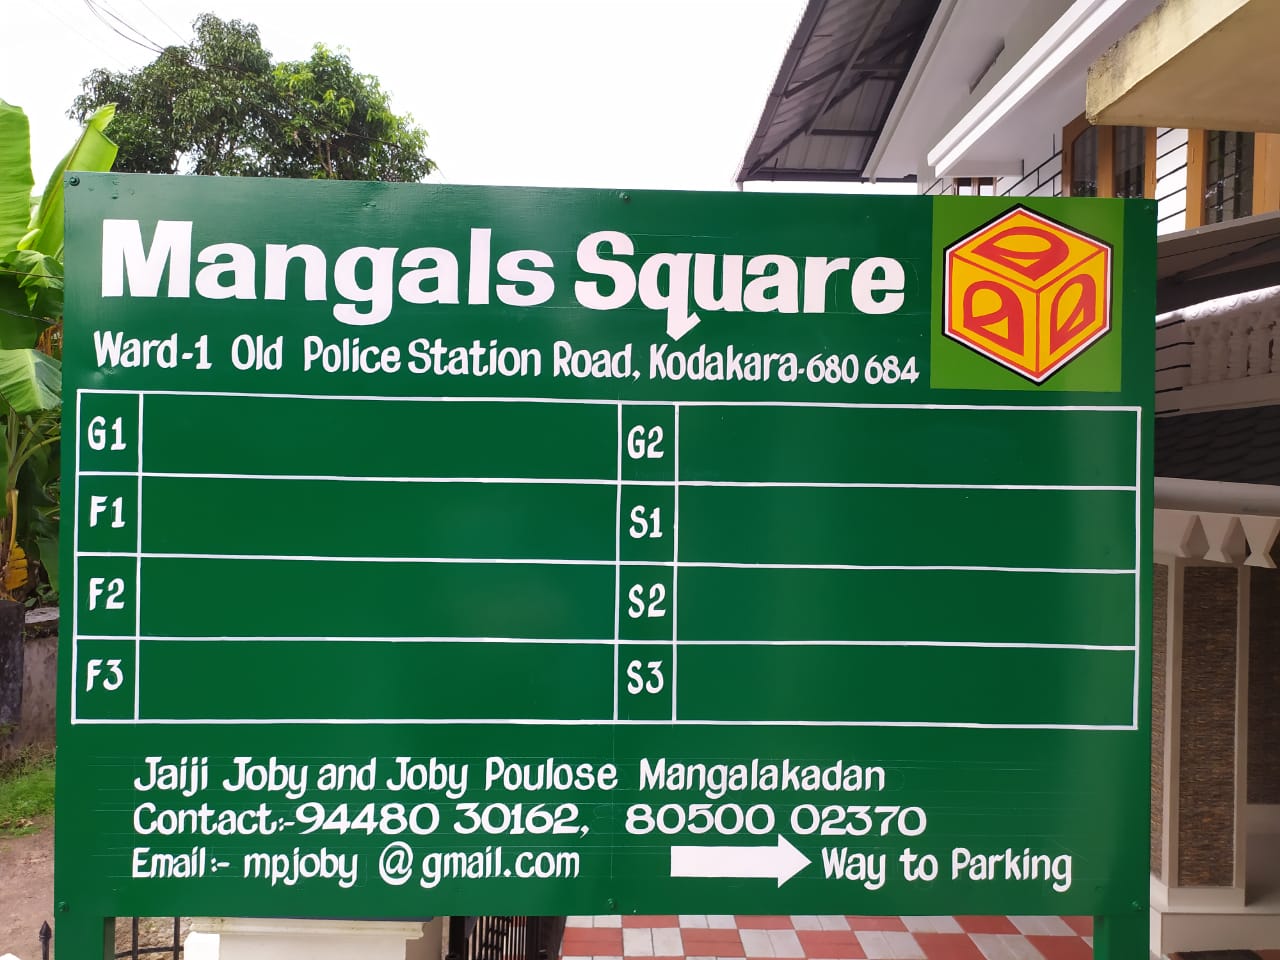 Mangals Square
Ward-1 Old Police Station Road, Kodakara-680 684
G1 G2
F1 S1
F2 S2
F3 S3
Jaiji Joby and Joby Poulose Mangalakadan
Contact:-94480 30162, 80500 02370
Email:- mpjoby @gmail.com
Way to Parking